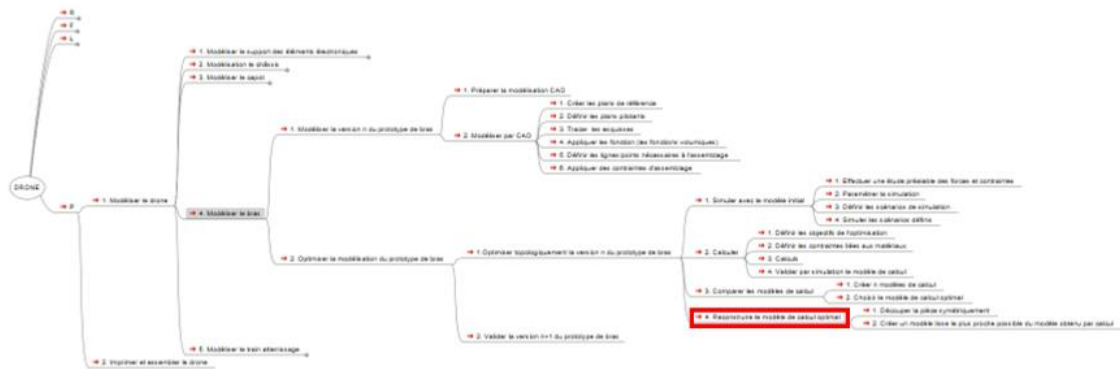 R
F
L
1. Modéliser le support des éléments électroniques
2. Modélisation le châssis
3. Modéliser le capot
1. Préparer la modélisation CAO
1. Créer les plans de référence
2. Définir les plans pilotants
1. Modéliser la version n du prototype de bras
2. Modéliser par CAO
3. Tracer les esquisses
4. Appliquer les fonction (les fonctions volumiques)
5. Définir les lignes points nécessaires à l'assemblage
6. Appliquer des contraintes d'assemblage
1. Effectuer une étude préalable des forces et contraintes
DRONE
2. Paramétrer la simulation
P
1. Modéliser le drone
1. Simuler avec le modèle initial
3. Définir les scénarios de simulation
4. Modéliser le bras
4. Simuler les scénarios définis
1. Définir les objectifs de l'optimisation
2. Optimiser la modélisation du prototype de bras
1.Optimiser topologiquement la version n du prototype de bras
2. Calculer
2. Définir les contraintes liées aux matériaux
3. Calculs
4. Valider par simulation le modèle de calcul
3. Comparer les modèles de calcul
1. Créer n modèles de calcul
2. Choisir le modèle de calcul optimal
4. Reconstruire le modèle de calcul optimal
1. Découper la pièce symétriquement
2. Créer un modèle lisse le plus proche possible du modèle obtenu par calcul
2. Valider la version n+1 du prototype de bras
5. Modéliser le train atterrissage
2. Imprimer et assembler le drone